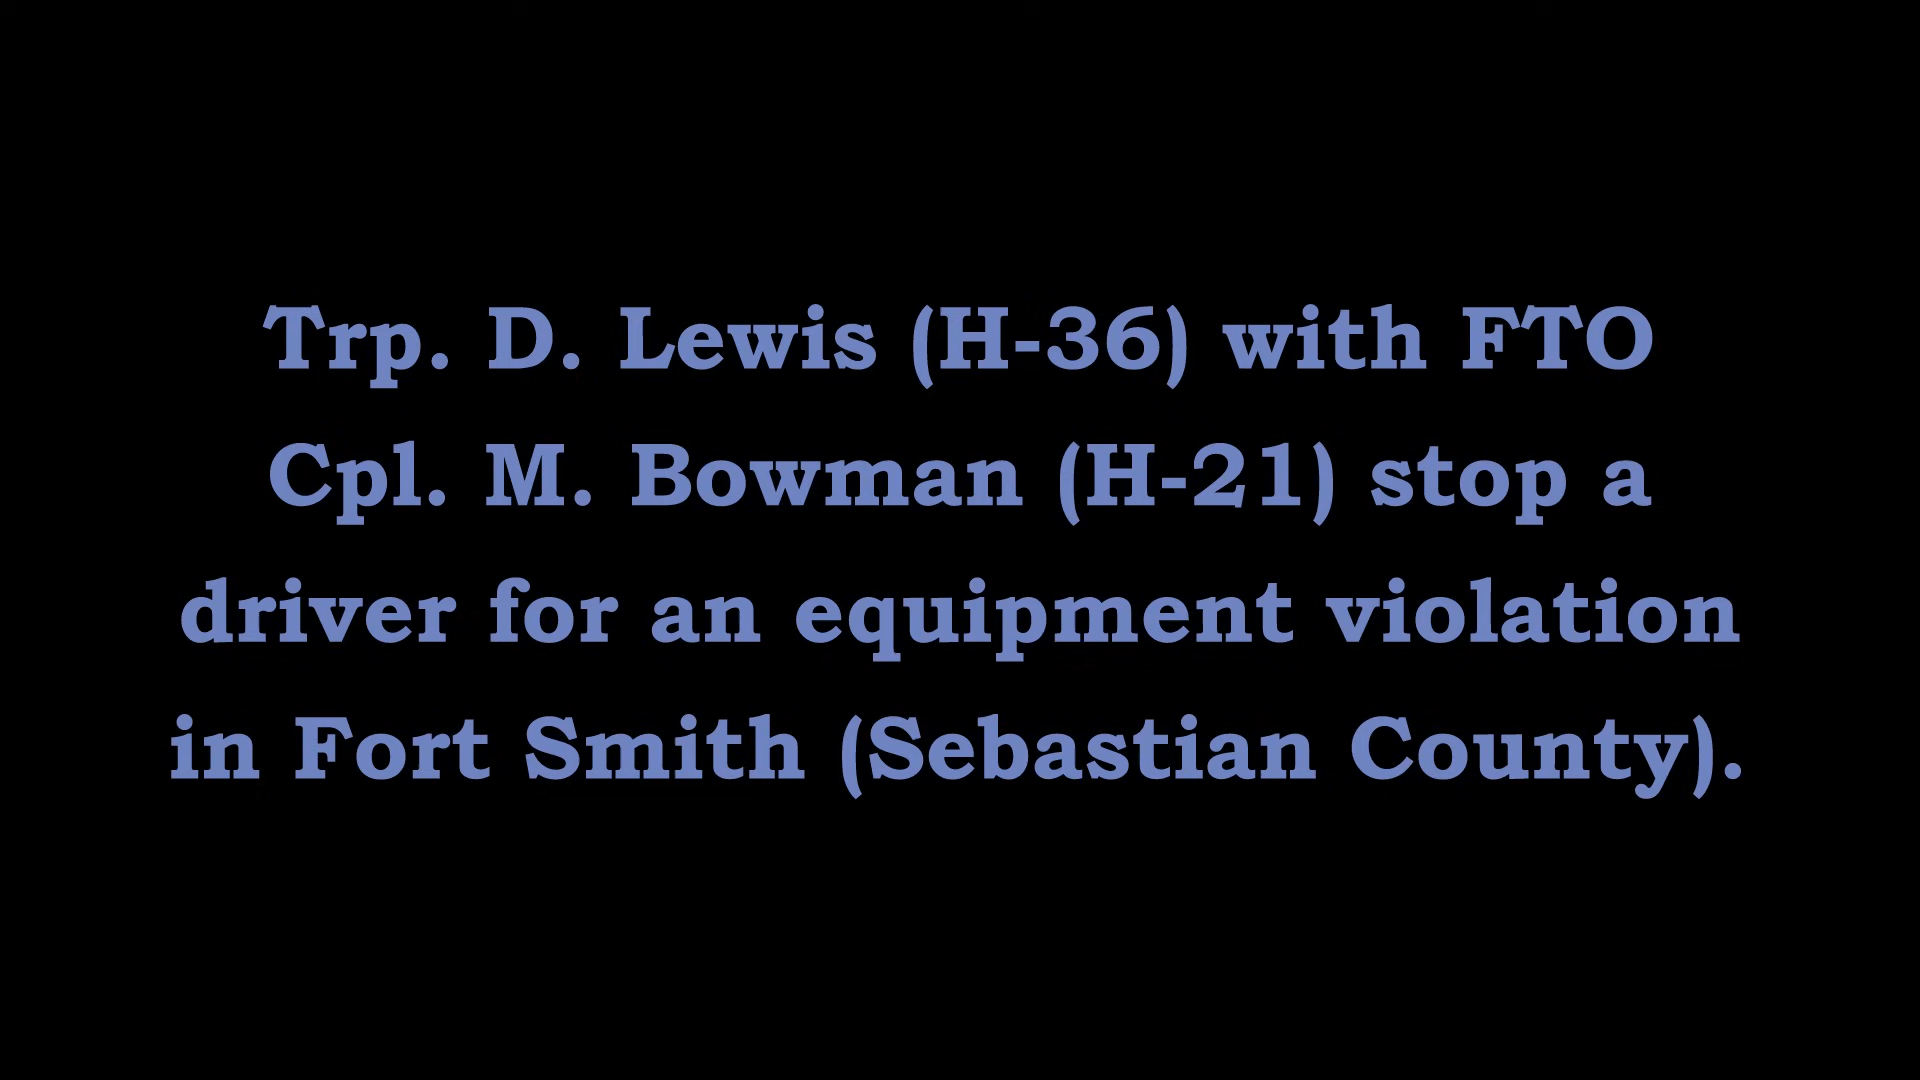 Trp. D. Lewis (H-36) with FTO
Cpl. M. Bowman (H-21) stop a
driver for an equipment violation
in Fort Smith (Sebastian County).